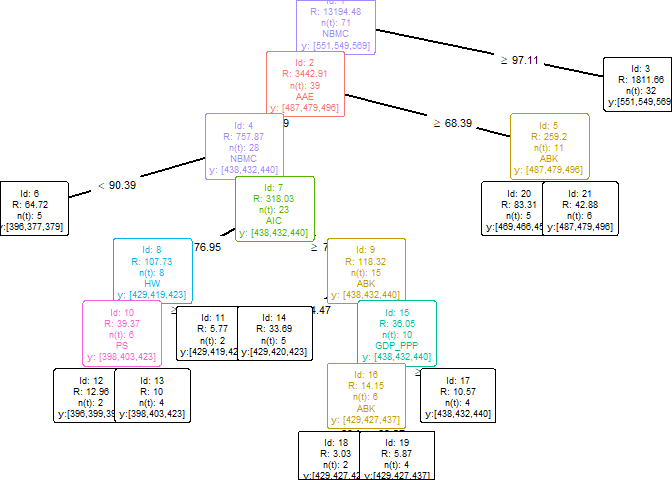 R: 13194.48
n(t): 71
NBMC
y: [551,549,569]
≥ 97.11
Id: 2
R: 3442.91
n(t): 39
AAE
y: [487,479,496]
Id: 3
R: 1811.66
n(t): 32
y: [551,549,569
≥ 68.39
Id: 4
R: 757.87
n(t): 28
NBMC
y: [438,432,440]
Id: 5
R: 259.2
n(t): 11
ABK
y: [487,479,496]
< 90.39
Id: 6
R: 64.72
n(t): 5
y:[396,377,379]
Id: 7
R: 318.03
n(t): 23
AIC
y: [438,432,440]
Id: 20
R: 83.31
n(t): 5
y:[469,466,48
Id: 21
R: 42.88
n(t): 6
y:[487,479,496]
76.95
Id: 8
R: 107.73
n(t): 8
HW
y: [429,419,423]
Id: 9
R: 118.32
n(t): 15
ABK
y: [438,432,440]
Id: 10
R: 39.37
n(t): 6
PS
y: [398,403,423]
Id: 11
R: 5.77
n(t): 2
y:[429,419,42
Id: 14
R: 33.69
n(t): 5
y:[429,420,423]
4.47
Id: 15
R: 36.05
n(t): 10
GDP_PPP
y: [438,432,440]
Id: 12
R: 12.96
n(t): 2
y:[396,399,39
Id: 13
R: 10
n(t): 4
y:[398,403,423]
Id: 16
R: 14.15
n(t): 6
ABK
y: [429,427,437]
Id: 17
R: 10.57
n(t): 4
y:[438,432,440]
Id: 18
R: 3.03
n(t): 2
y:[429,427,42
Id: 19
R: 5.87
n(t): 4
y:[429,427,437]